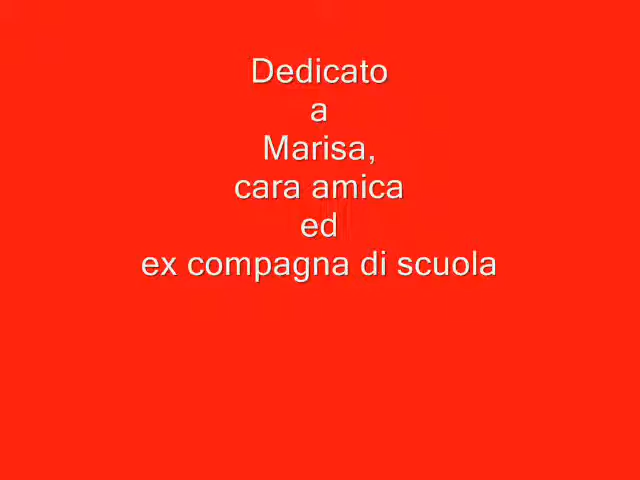 Dedicato
a
Marisa,
cara amica
ed
ex compagna di scuola